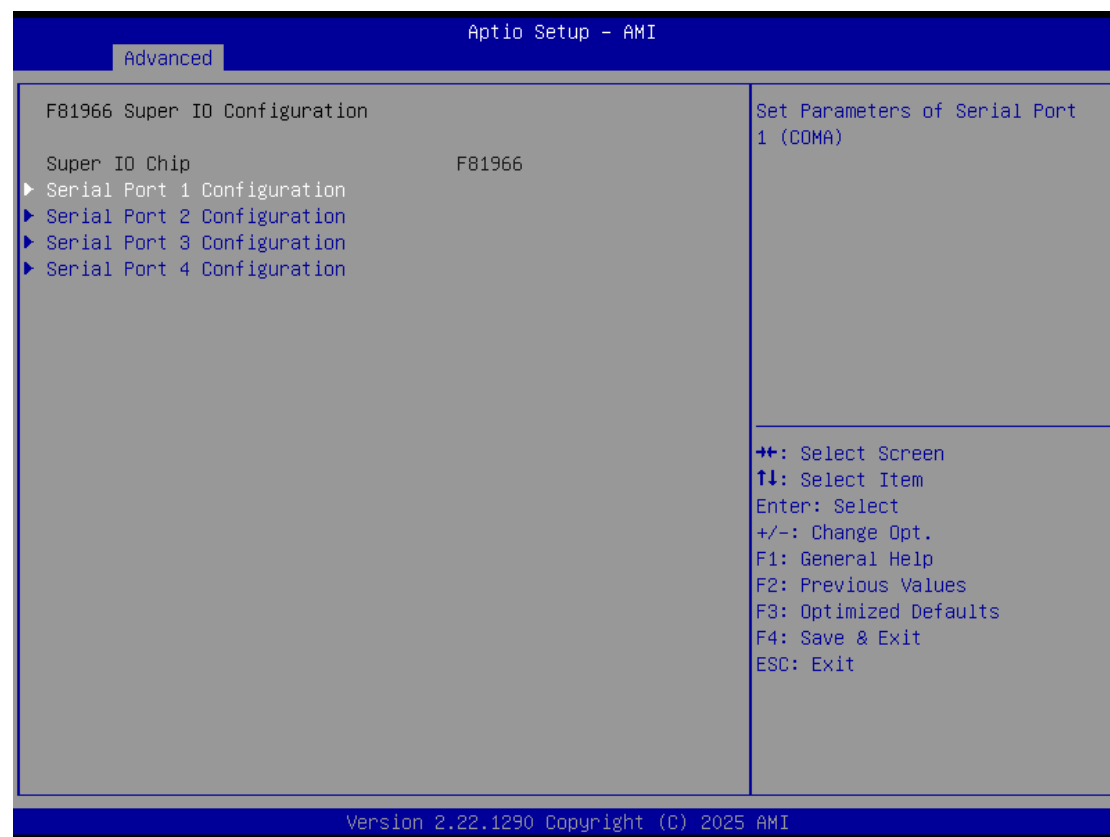 Aptio Setup – AMI
Advanced
F81966 Super IO Configuration
Super IO Chip F81966
Serial Port 1 Configuration
Serial Port 2 Configuration
Serial Port 3 Configuration
Serial Port 4 Configuration
Set Parameters of Serial Port
1 (COMA)
→←: Select Screen
↑↓: Select Item
Enter: Select
+/-: Change Opt.
F1: General Help
F2: Previous Values
F3: Optimized Defaults
F4: Save & Exit
ESC: Exit
Version 2.22.1290 Copyright (C) 2025 AMI